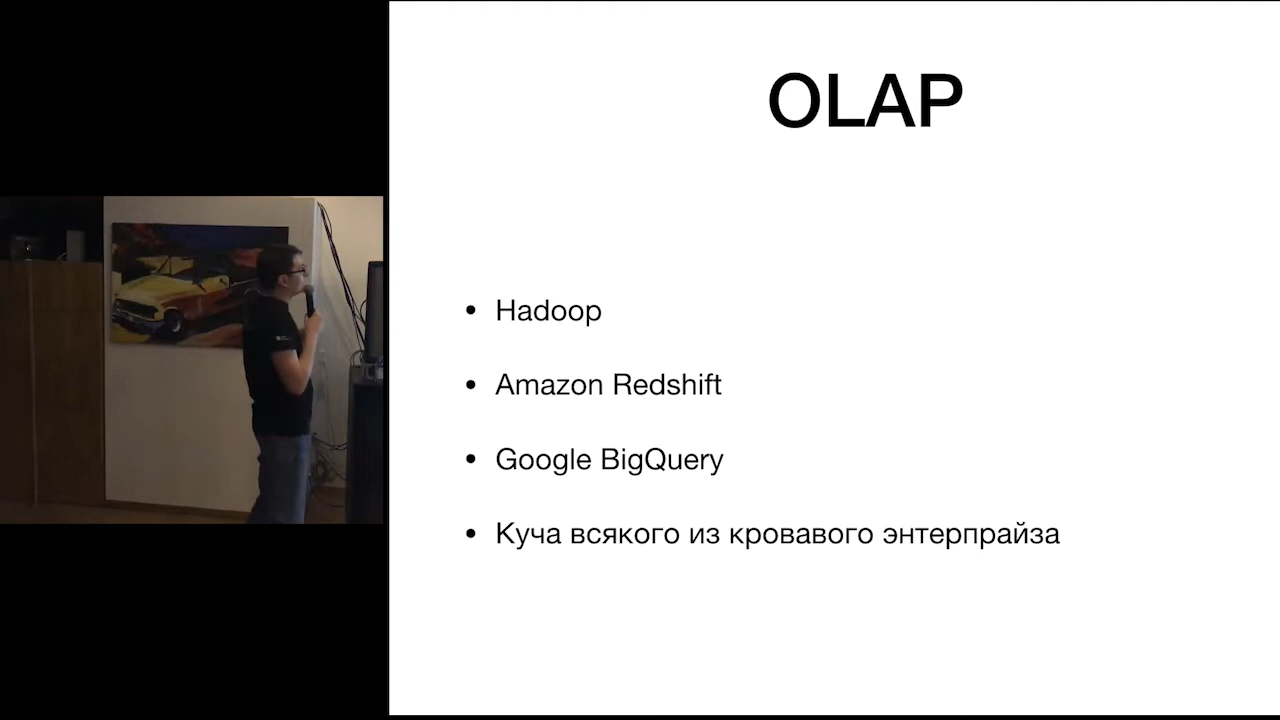 OLAP
• Hadoop
• Amazon Redshift
• Google BigQuery
• Куча всякого из кровавого энтерпрайза